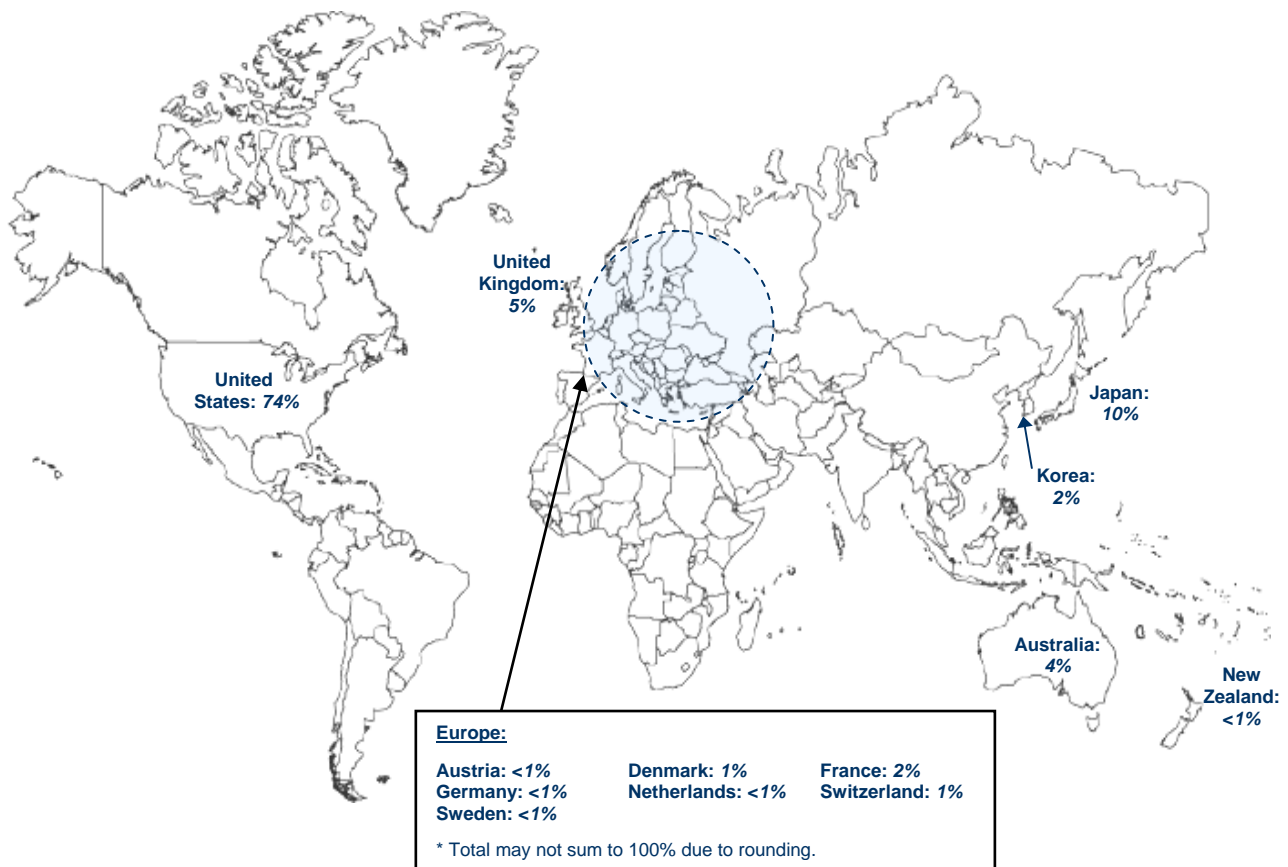 United
Kingdom:
5%
United
States: 74%
Japan:
10%
Korea:
2%
Australia:
4%
New
Zealand:
<1%
Europe:
Austria: <1% Denmark: 1% France: 2%
Germany: <1% Netherlands: <1% Switzerland: 1%
Sweden: <1%
* Total may not sum to 100% due to rounding.